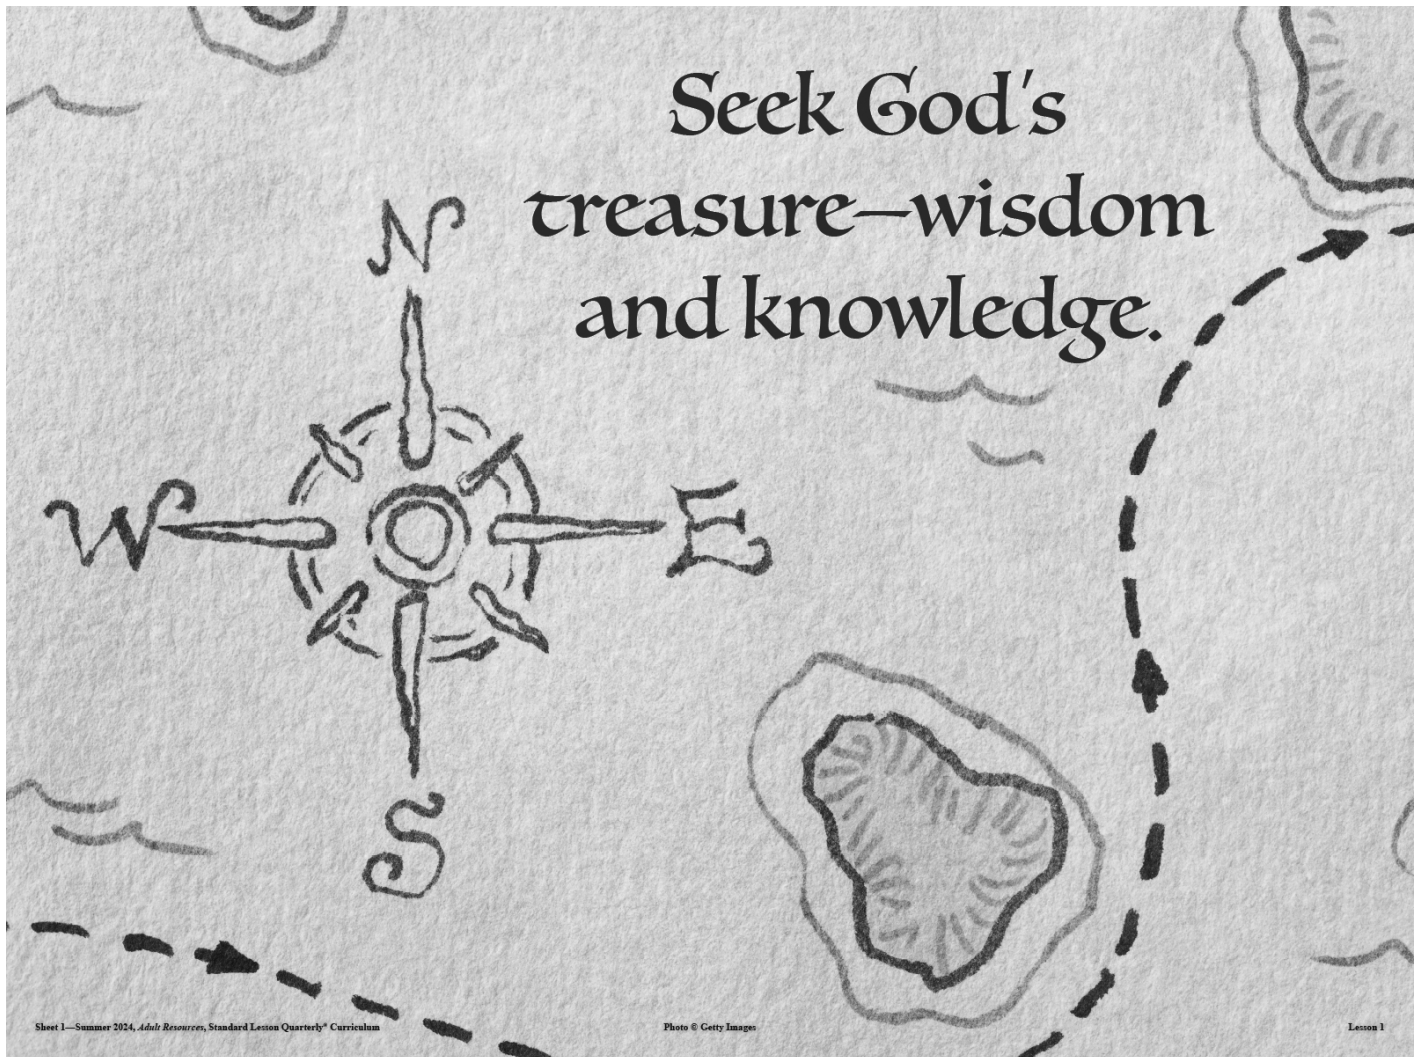 Seek God's
treasure—wisdom
and knowledge.
N
W
E
S
Sheet 1—Summer 2024, Adult Resources, Standard Lesson Quarterly® Curriculum
Photo © Getty Images
Lesson 1